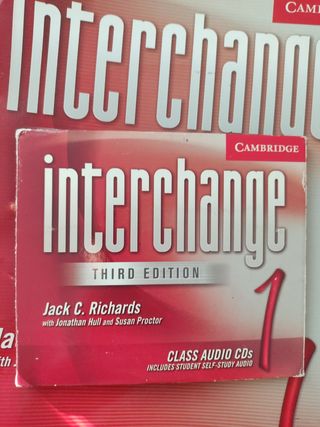 CAM
Interchange
CAMBRIDGE
interchange
THIRD EDITION
Jack C. Richards
with Jonathan Hull and Susan Proctor
1
CLASS AUDIO CDs
INCLUDES STUDENT SELF-STUDY AUDIO